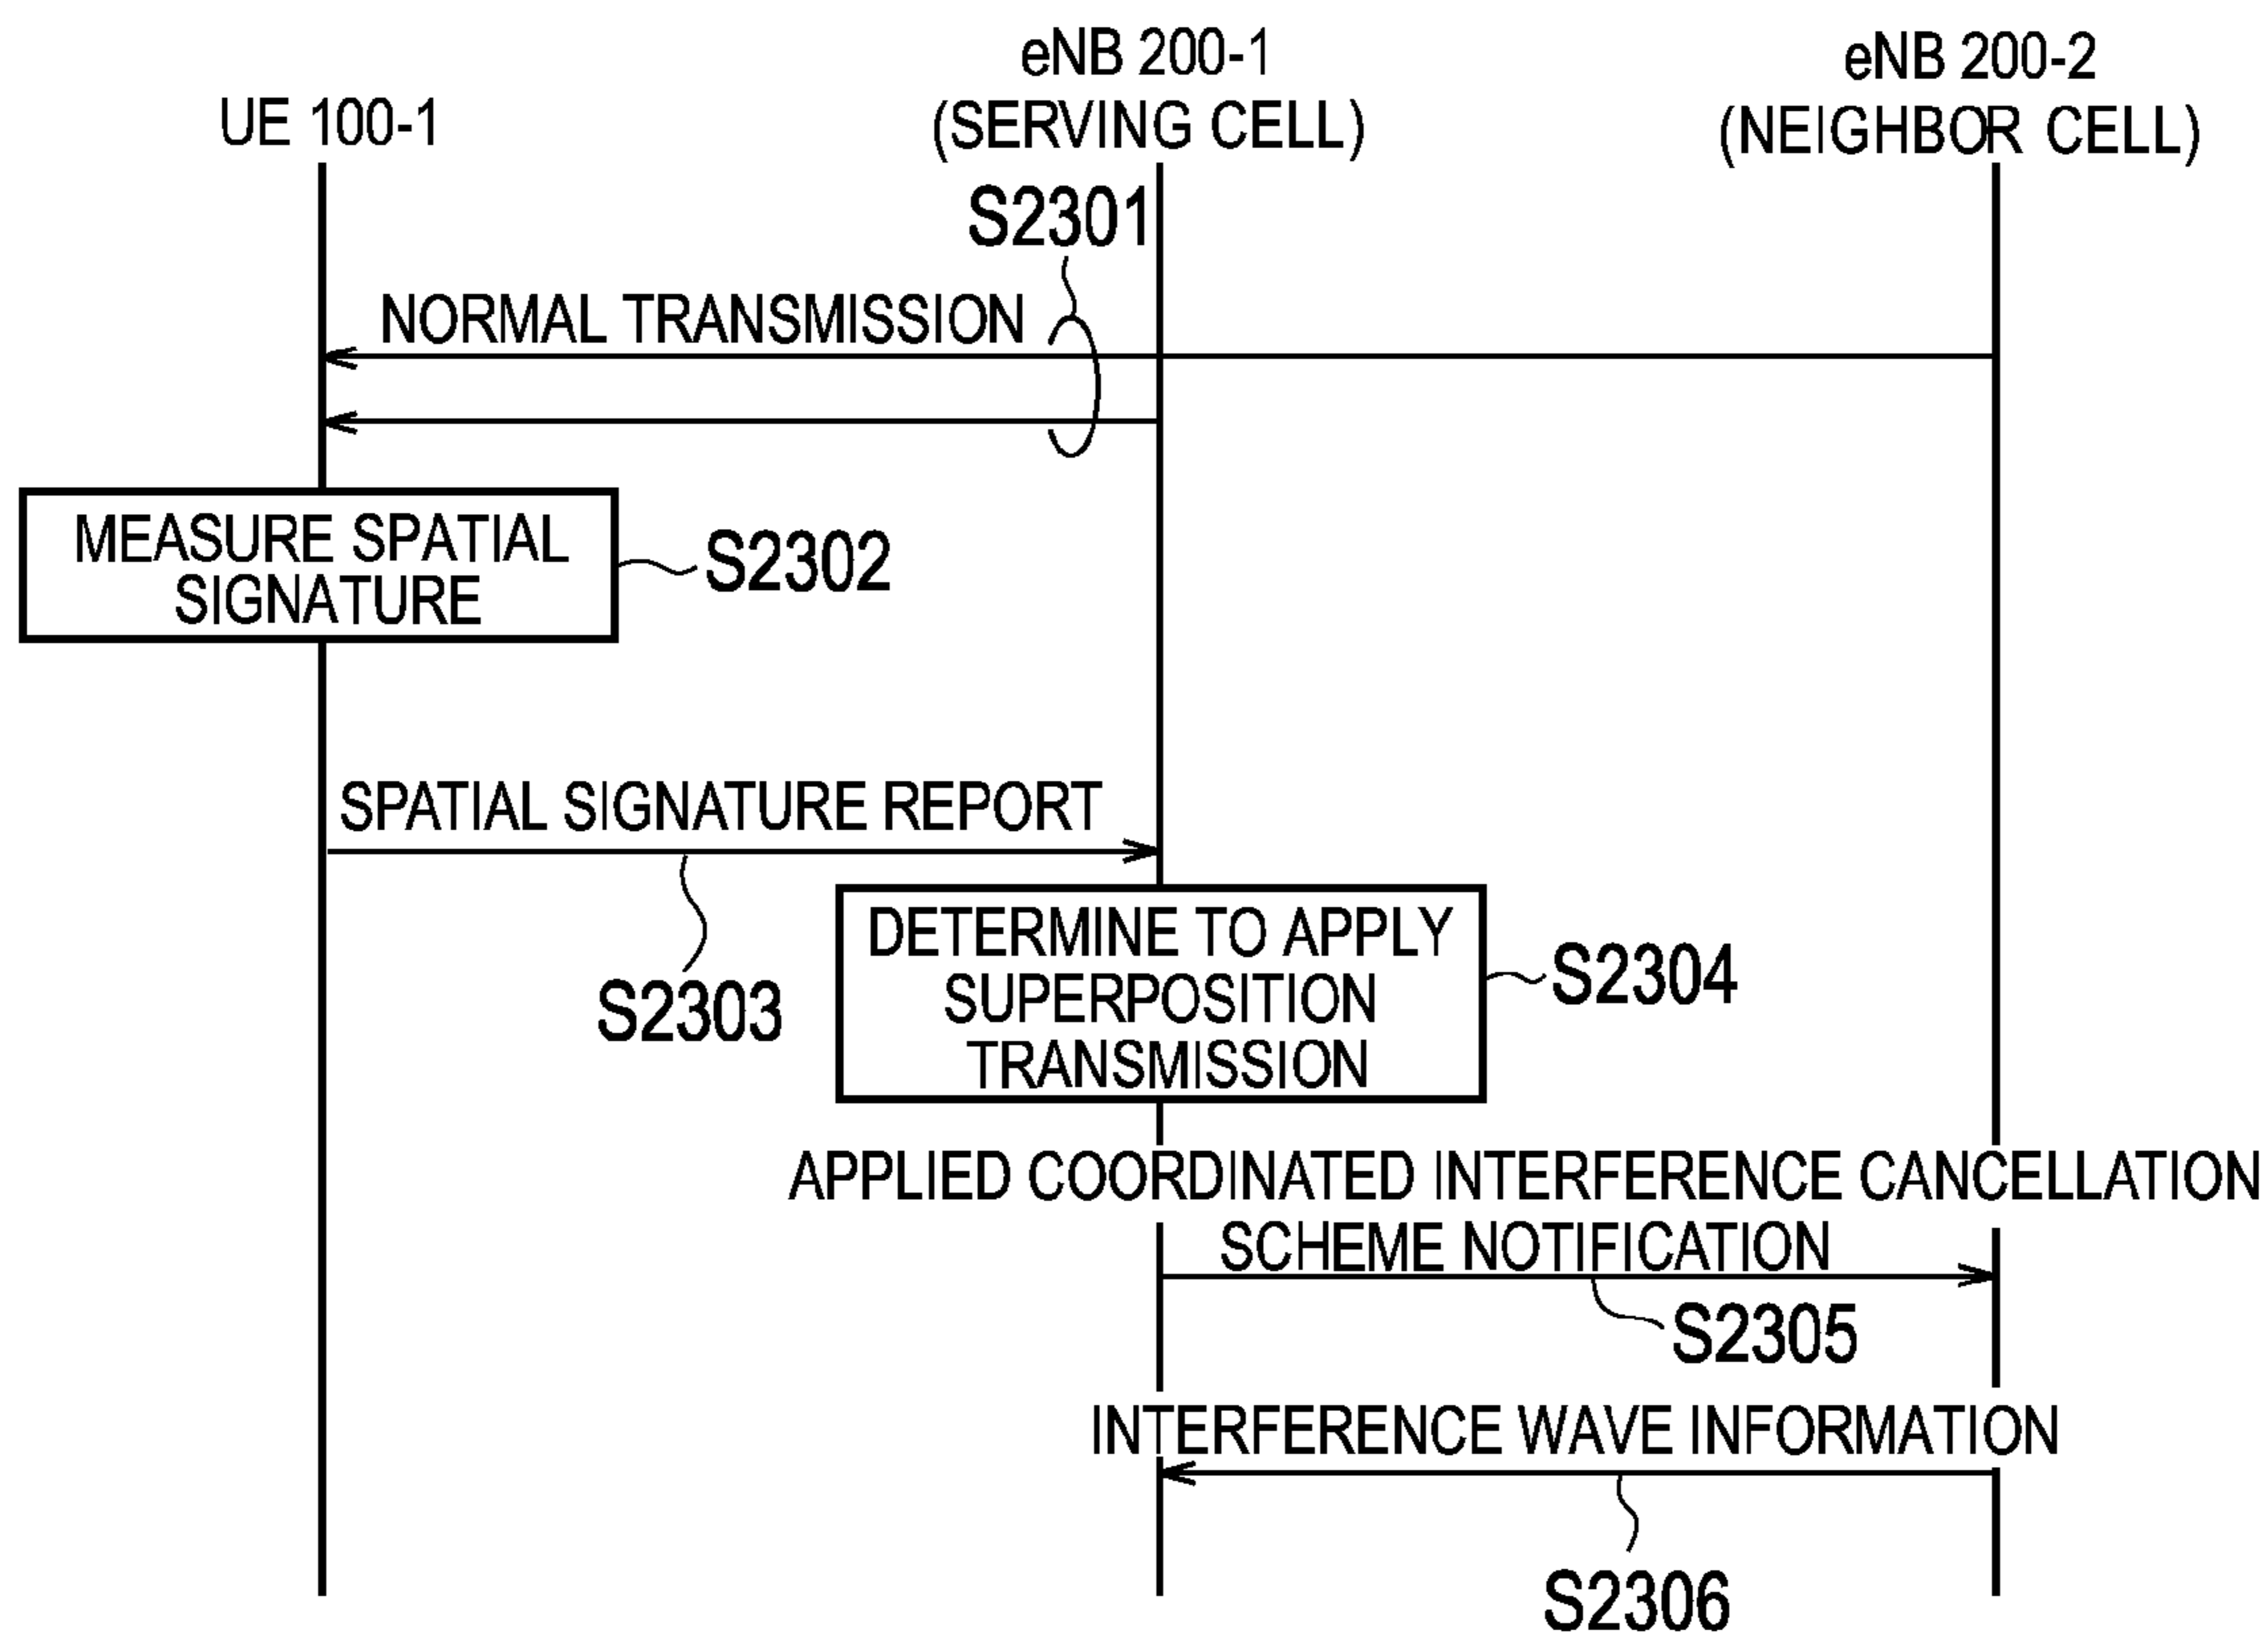 UE 100-1
eNB 200-1
(SERVING CELL)
eNB 200-2
(NEIGHBOR CELL)
S2301
NORMAL TRANSMISSION
MEASURE SPATIAL
SIGNATURE
S2302
SPATIAL SIGNATURE REPORT
S2303
DETERMINE TO APPLY
SUPERPOSITION
TRANSMISSION
S2304
APPLIED COORDINATED INTERFERENCE CANCELLATION
SCHEME NOTIFICATION
S2305
INTERFERENCE WAVE INFORMATION
S2306